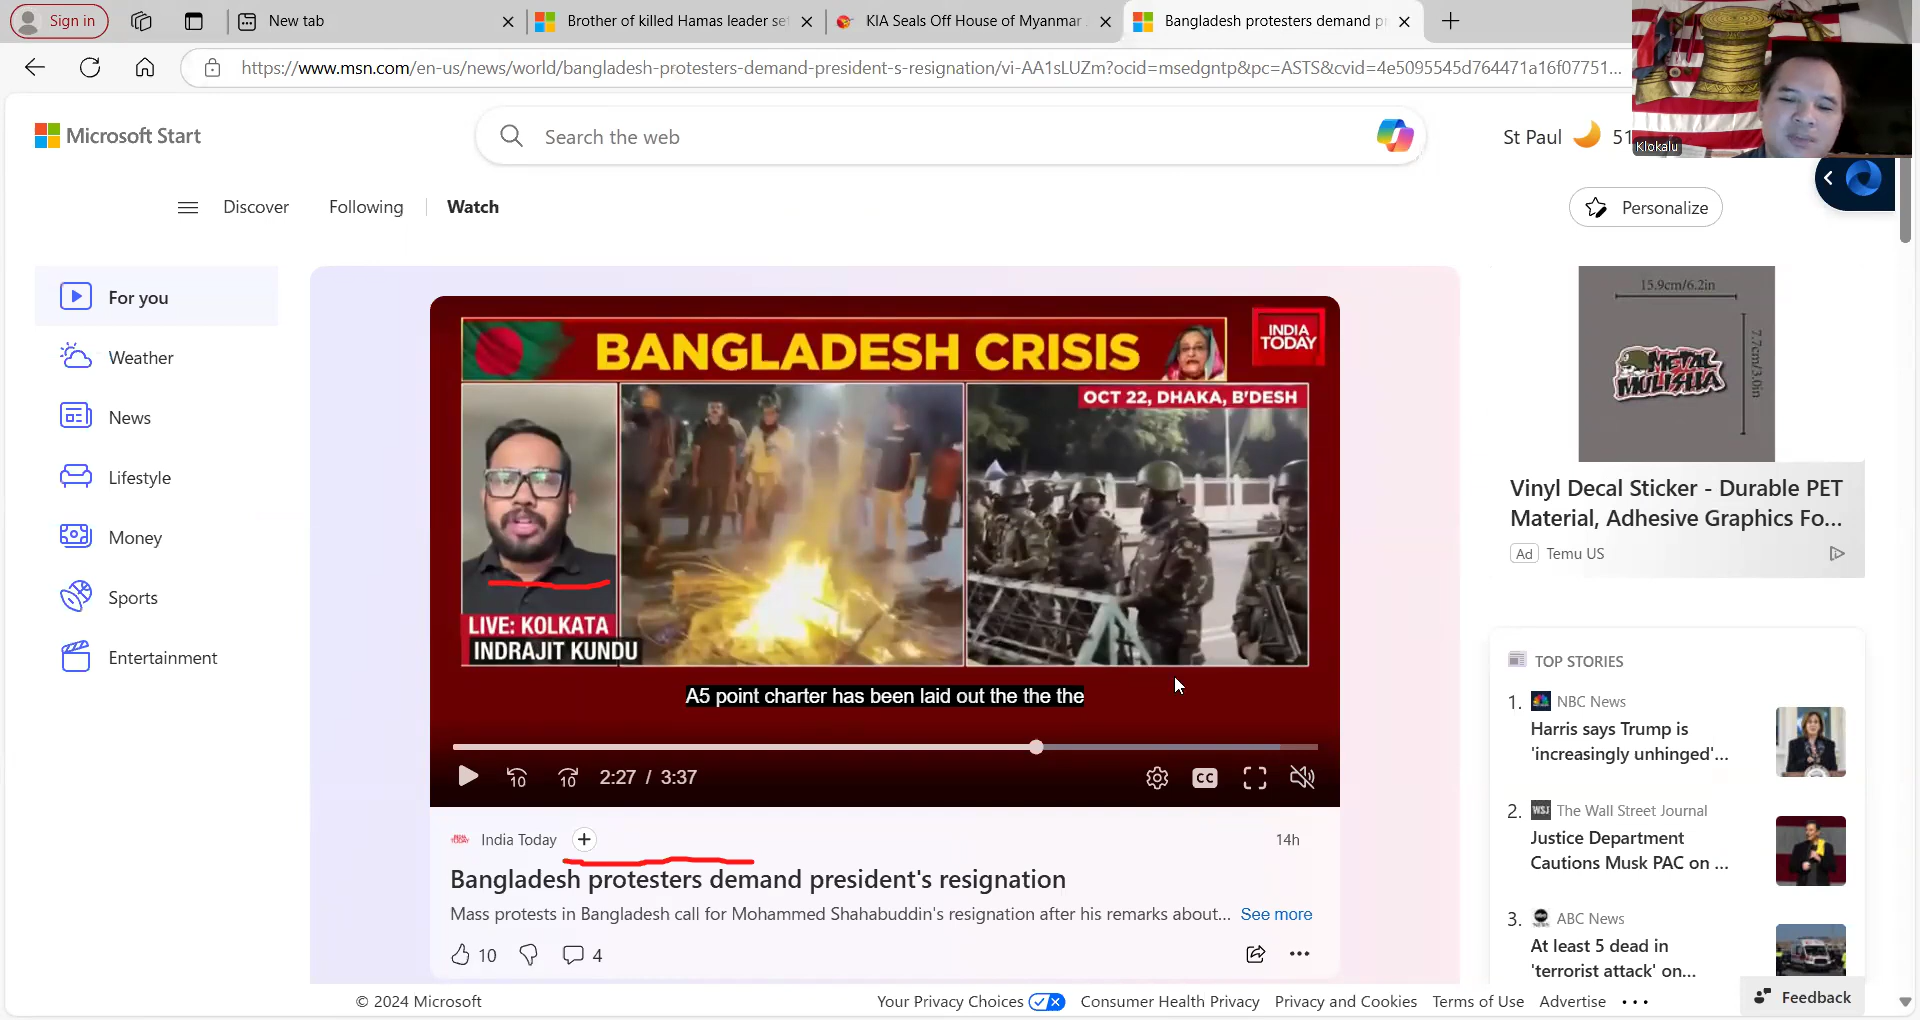 Sign in
New tab
Brother of killed Hamas leader se
KIA Seals Off House of Myanmar
Bangladesh protesters demand p
https://www.msn.com/en-us/news/world/bangladesh-protesters-demand-president-s-resignation/vi-AA1sLUZm?ocid=msedgntp&pc=ASTS&cvid=4e5095545d764471a16f07751...
Klokalu
Microsoft Start
Search the web
St Paul
51
Discover
Following
Watch
Personalize
For you
Weather
News
Lifestyle
Money
Sports
Entertainment
BANGLADESH CRISIS
INDIA
TODAY
OCT 22, DHAKA, B'DESH
LIVE: KOLKATA
INDRAJIT KUNDU
A5 point charter has been laid out the the the
10
10
2:27 / 3:37
CC
India Today
14h
Bangladesh protesters demand president's resignation
Mass protests in Bangladesh call for Mohammed Shahabuddin's resignation after his remarks about...
See more
10
4
15.9cm/6.2in
7.7cm/3.0in
METAL
MULISHA
Vinyl Decal Sticker - Durable PET
Material, Adhesive Graphics Fo...
Ad
Temu US
TOP STORIES
1.
NBC News
Harris says Trump is
'increasingly unhinged'...
2.
WSJ
The Wall Street Journal
Justice Department
Cautions Musk PAC on ...
3.
ABC News
At least 5 dead in
'terrorist attack' on...
© 2024 Microsoft
Your Privacy Choices
Consumer Health Privacy
Privacy and Cookies
Terms of Use
Advertise
Feedback